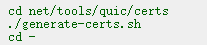 cd net/tools/quic/certs
./generate-certs.sh
cd -